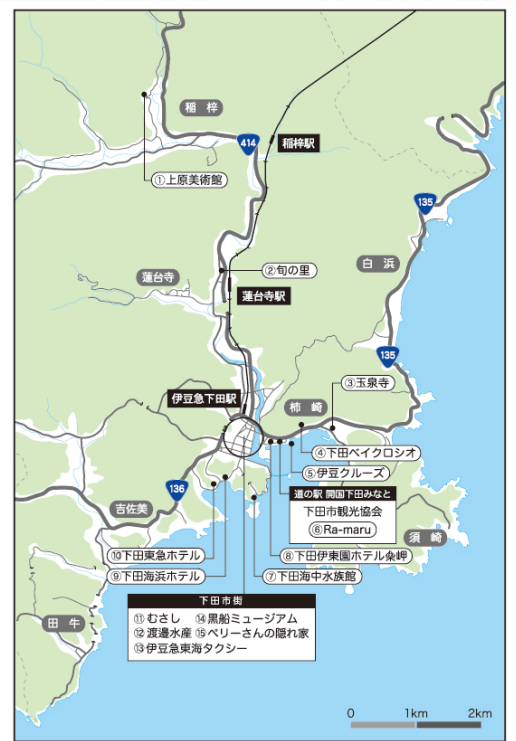 稲梓
414
稲梓駅
①上原美術館
135
白浜
②旬の里
蓮台寺
蓮台寺駅
135
③玉泉寺
伊豆急下田駅
柿崎
④下田ベイクロシオ
⑤伊豆クルーズ
136
道の駅 開国下田みなと
下田市観光協会
⑥Ra-maru
吉佐美
須崎
⑩下田東急ホテル
⑧下田伊東園ホテルはな岬
⑨下田海浜ホテル
⑦下田海中水族館
下田市街
⑪むさし ⑭黒船ミュージアム
⑫渡邊水産 ⑮ペリーさんの隠れ家
⑬伊豆急東海タクシー
田牛
0 1km 2km